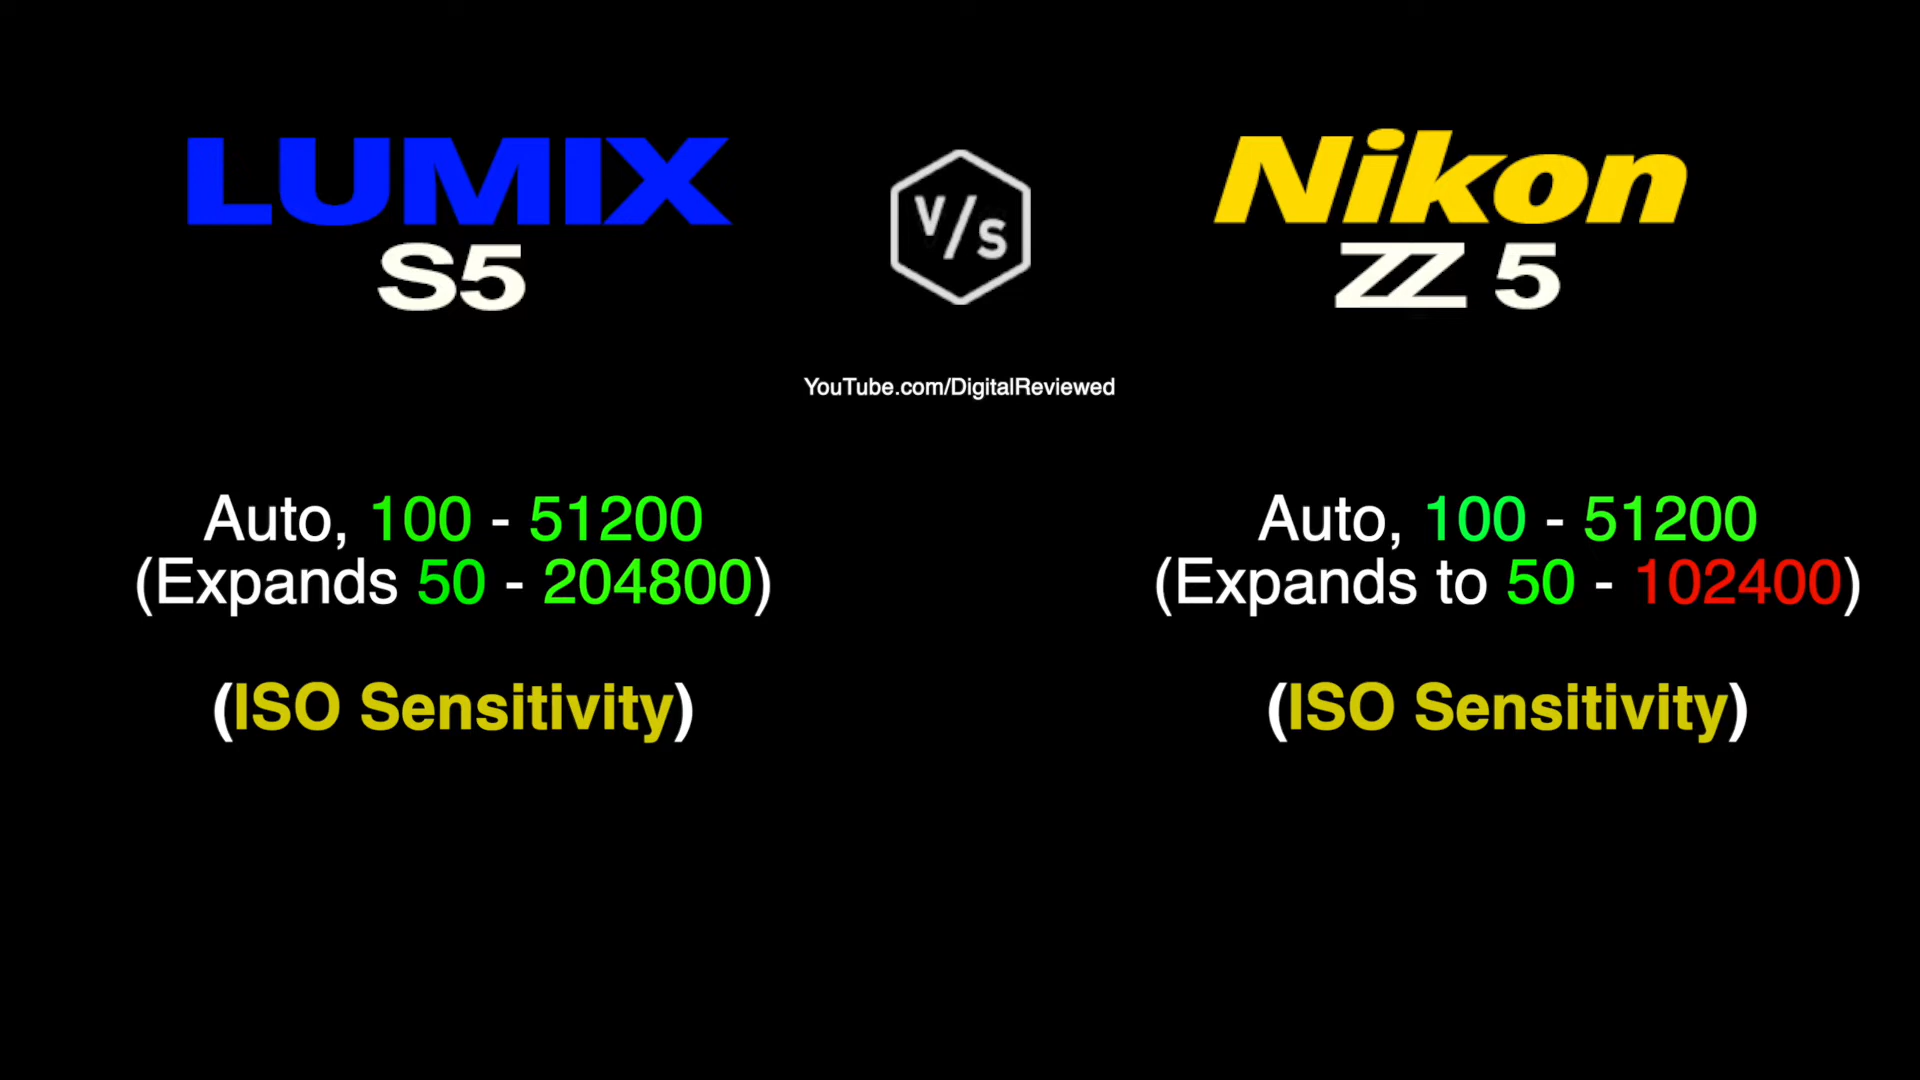 LUMIX
S5
V/S
Nikon
Z 5
YouTube.com/DigitalReviewed
Auto, 100 - 51200
(Expands 50 - 204800)
(ISO Sensitivity)
Auto, 100 - 51200
(Expands to 50 - 102400)
(ISO Sensitivity)